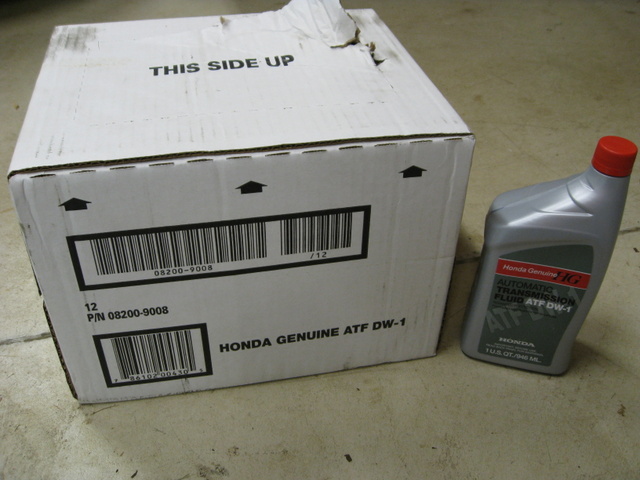 THIS SIDE UP
08200-9008
/12
12
P/N 08200-9008
HONDA GENUINE ATF DW-1
Honda Genuine
AUTOMATIC
TRANSMISSION
FLUID ATF DW-1
HONDA
1 U.S. QT./946 ML.